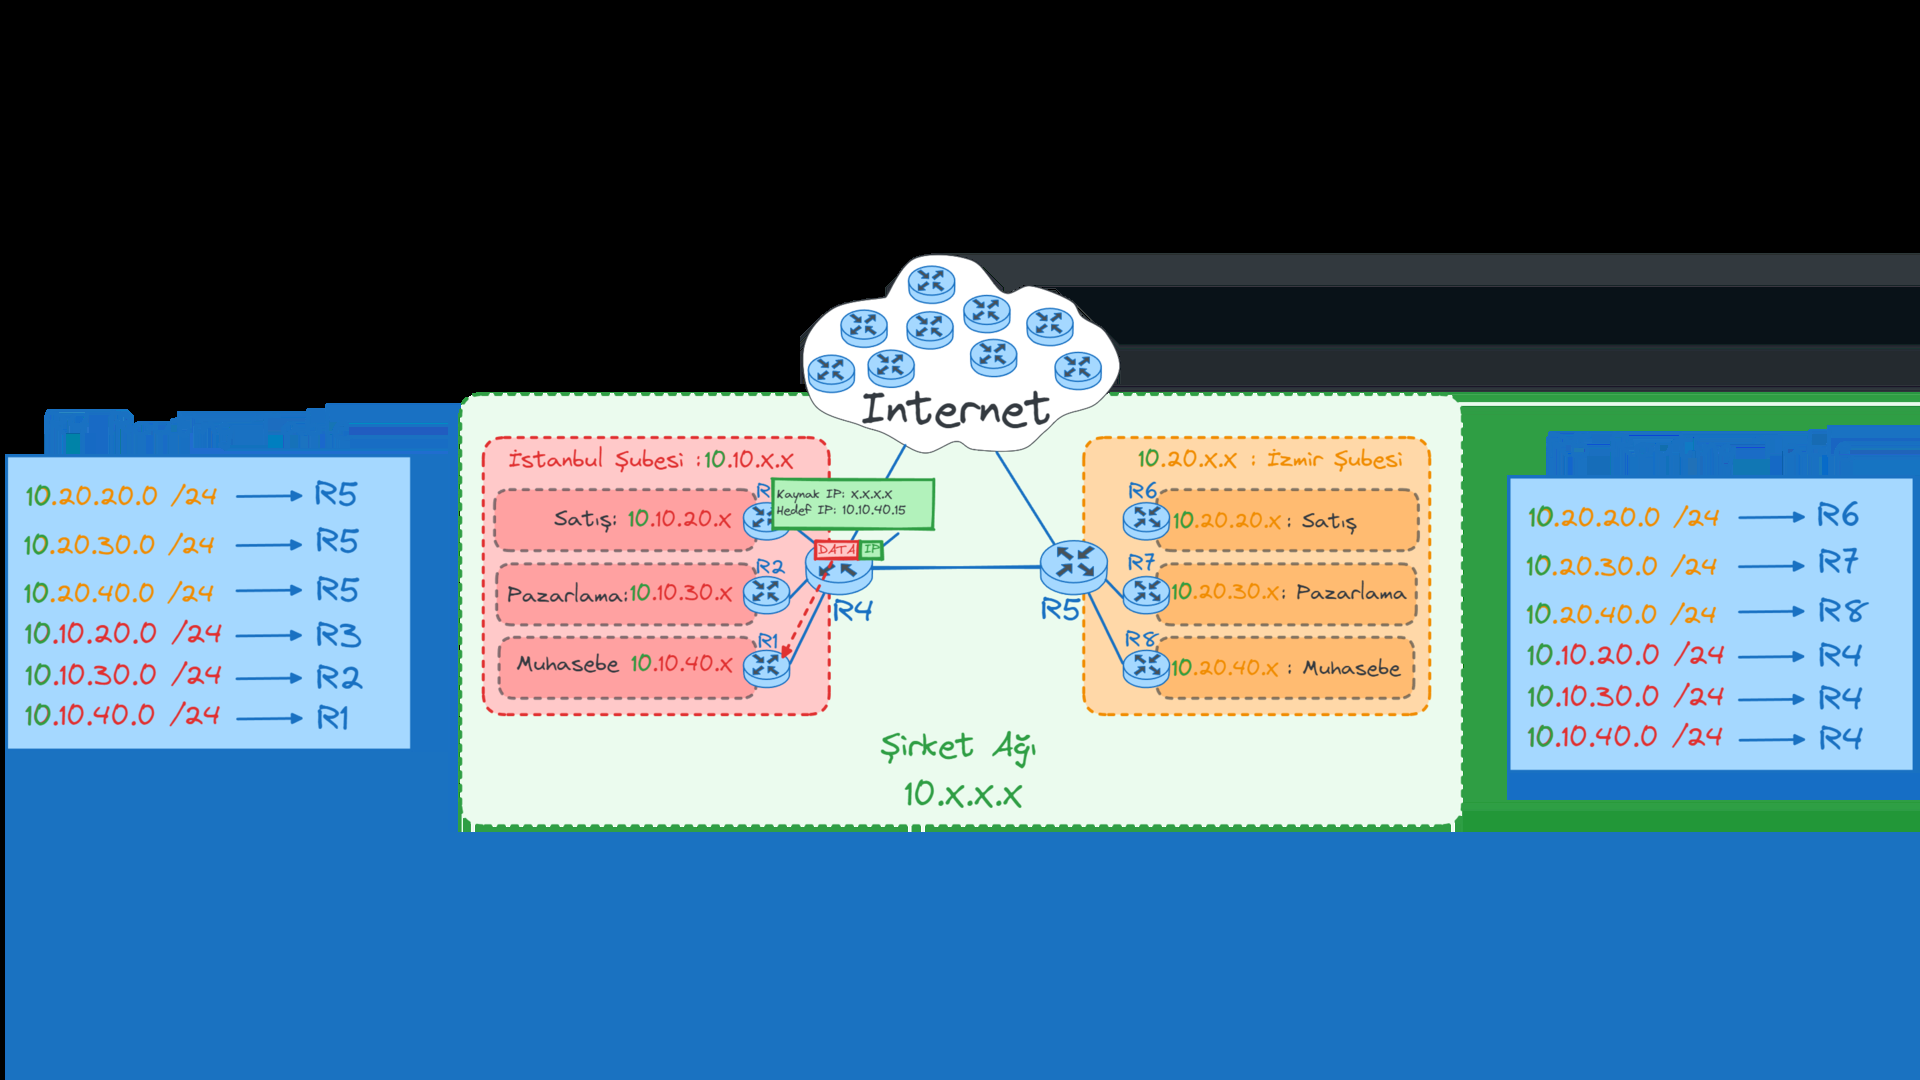 Internet
10.20.20.0 /24 R5
10.20.30.0 /24 R5
10.20.40.0 /24 R5
10.10.20.0 /24 R3
10.10.30.0 /24 R2
10.10.40.0 /24 R1
İstanbul Şubesi :10.10.x.x
Satış: 10.10.20.x
Pazarlama:10.10.30.x
R2
Muhasebe 10.10.40.x
R1
Kaynak IP: X.X.X.X
Hedef IP: 10.10.40.15
DATA IP
R4
R5
10.20.x.x : İzmir Şubesi
R6
10.20.20.x : Satış
R7
10.20.30.x: Pazarlama
R8
10.20.40.x : Muhasebe
Şirket Ağı
10.x.x.x
10.20.20.0 /24 R6
10.20.30.0 /24 R7
10.20.40.0 /24 R8
10.10.20.0 /24 R4
10.10.30.0 /24 R4
10.10.40.0 /24 R4